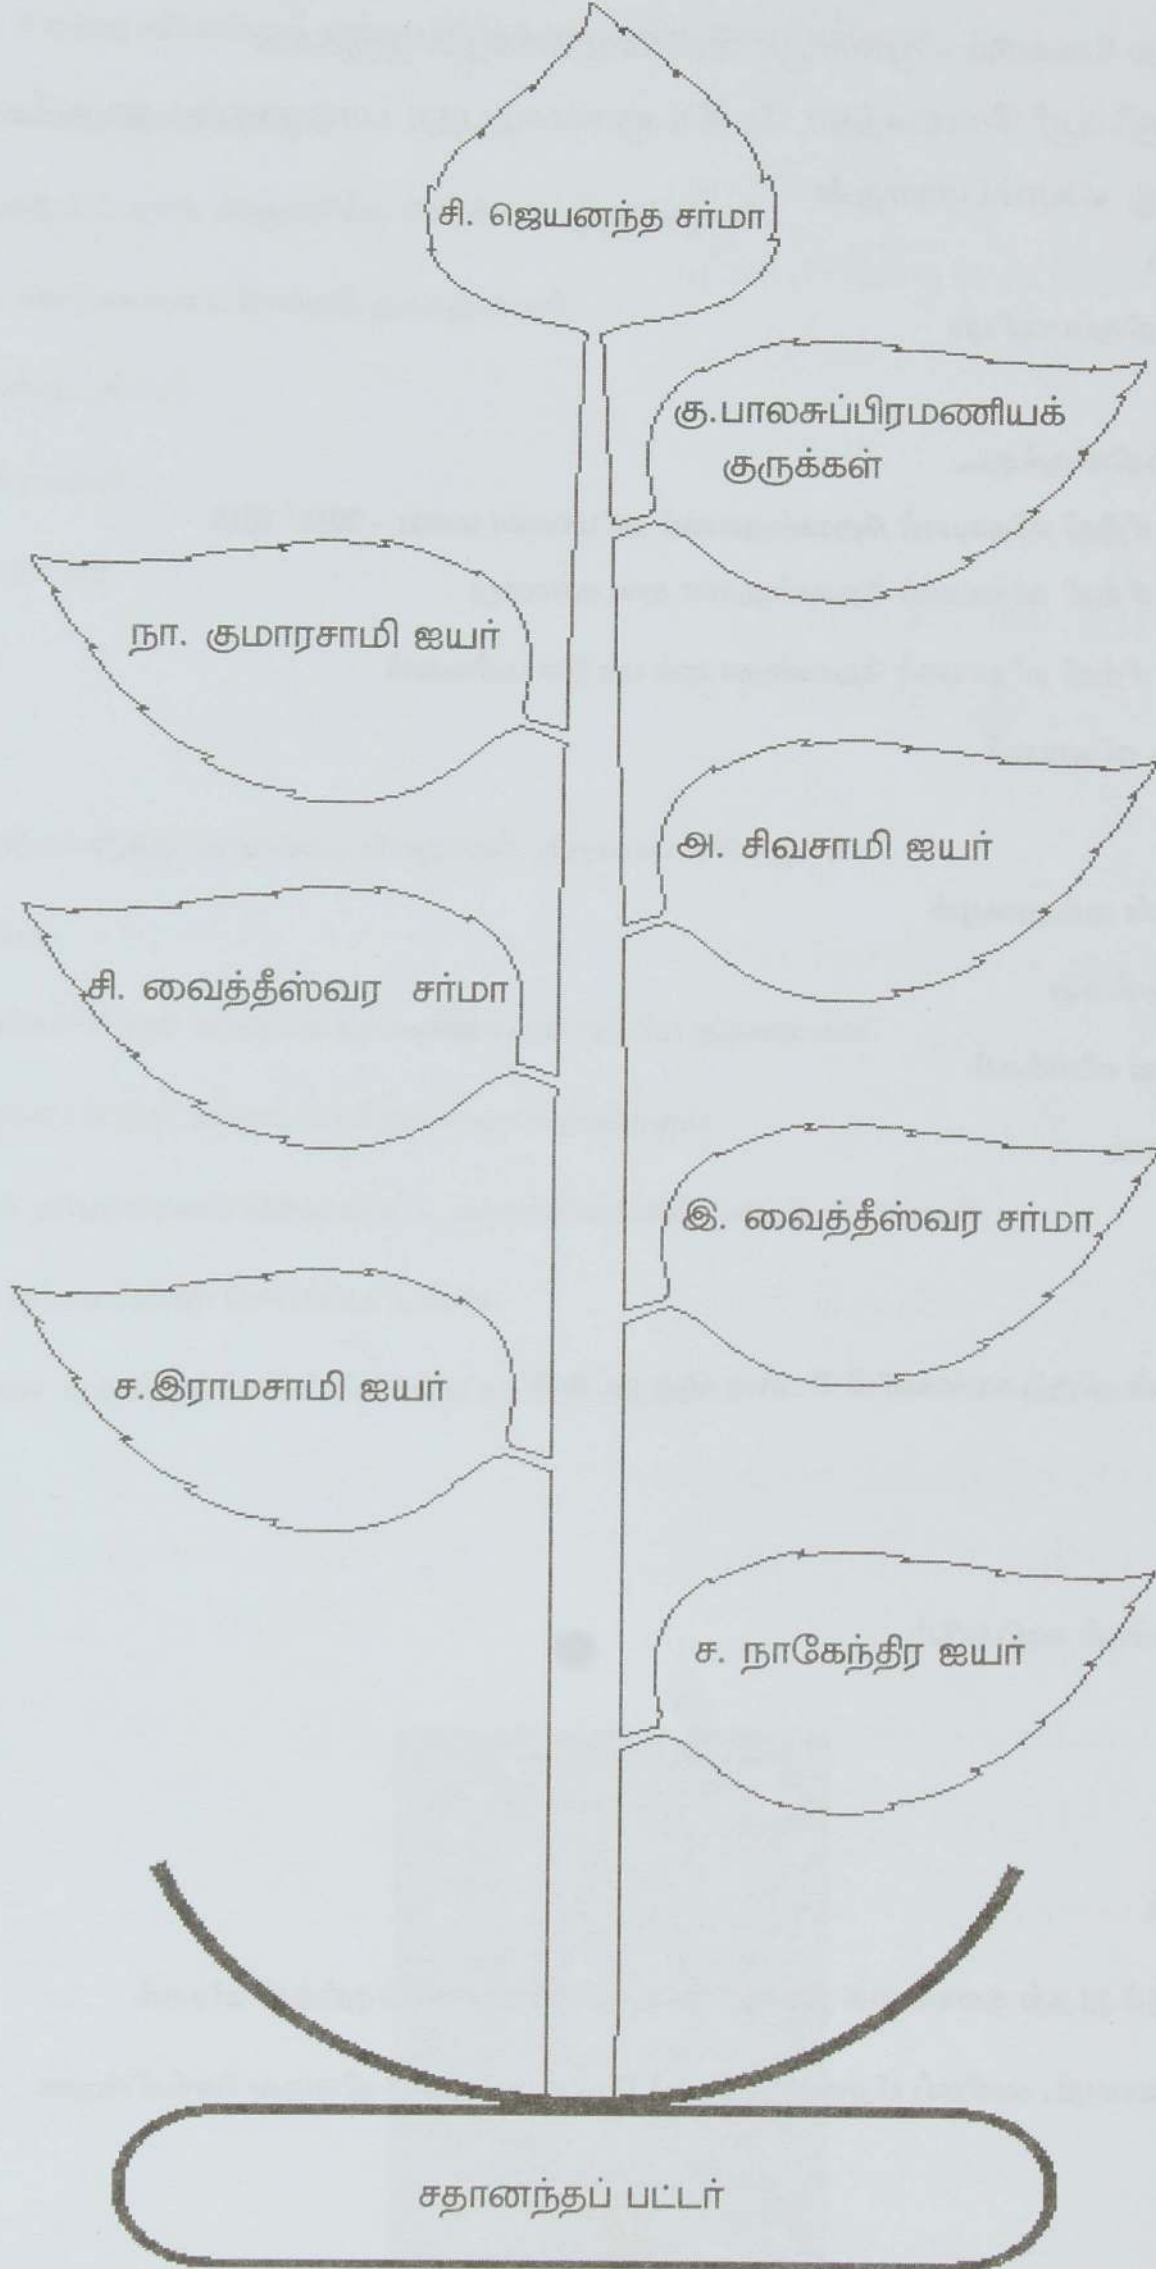 சி. ஜெயனந்த சர்மா
கு.பாலசுப்பிரமணியக்
குருக்கள்
நா. குமாரசாமி ஐயர்
அ. சிவசாமி ஐயர்
சி. வைத்தீஸ்வர சர்மா
இ. வைத்தீஸ்வர சர்மா
ச.இராமசாமி ஐயர்
ச. நாகேந்திர ஐயர்
சதானந்தப் பட்டர்